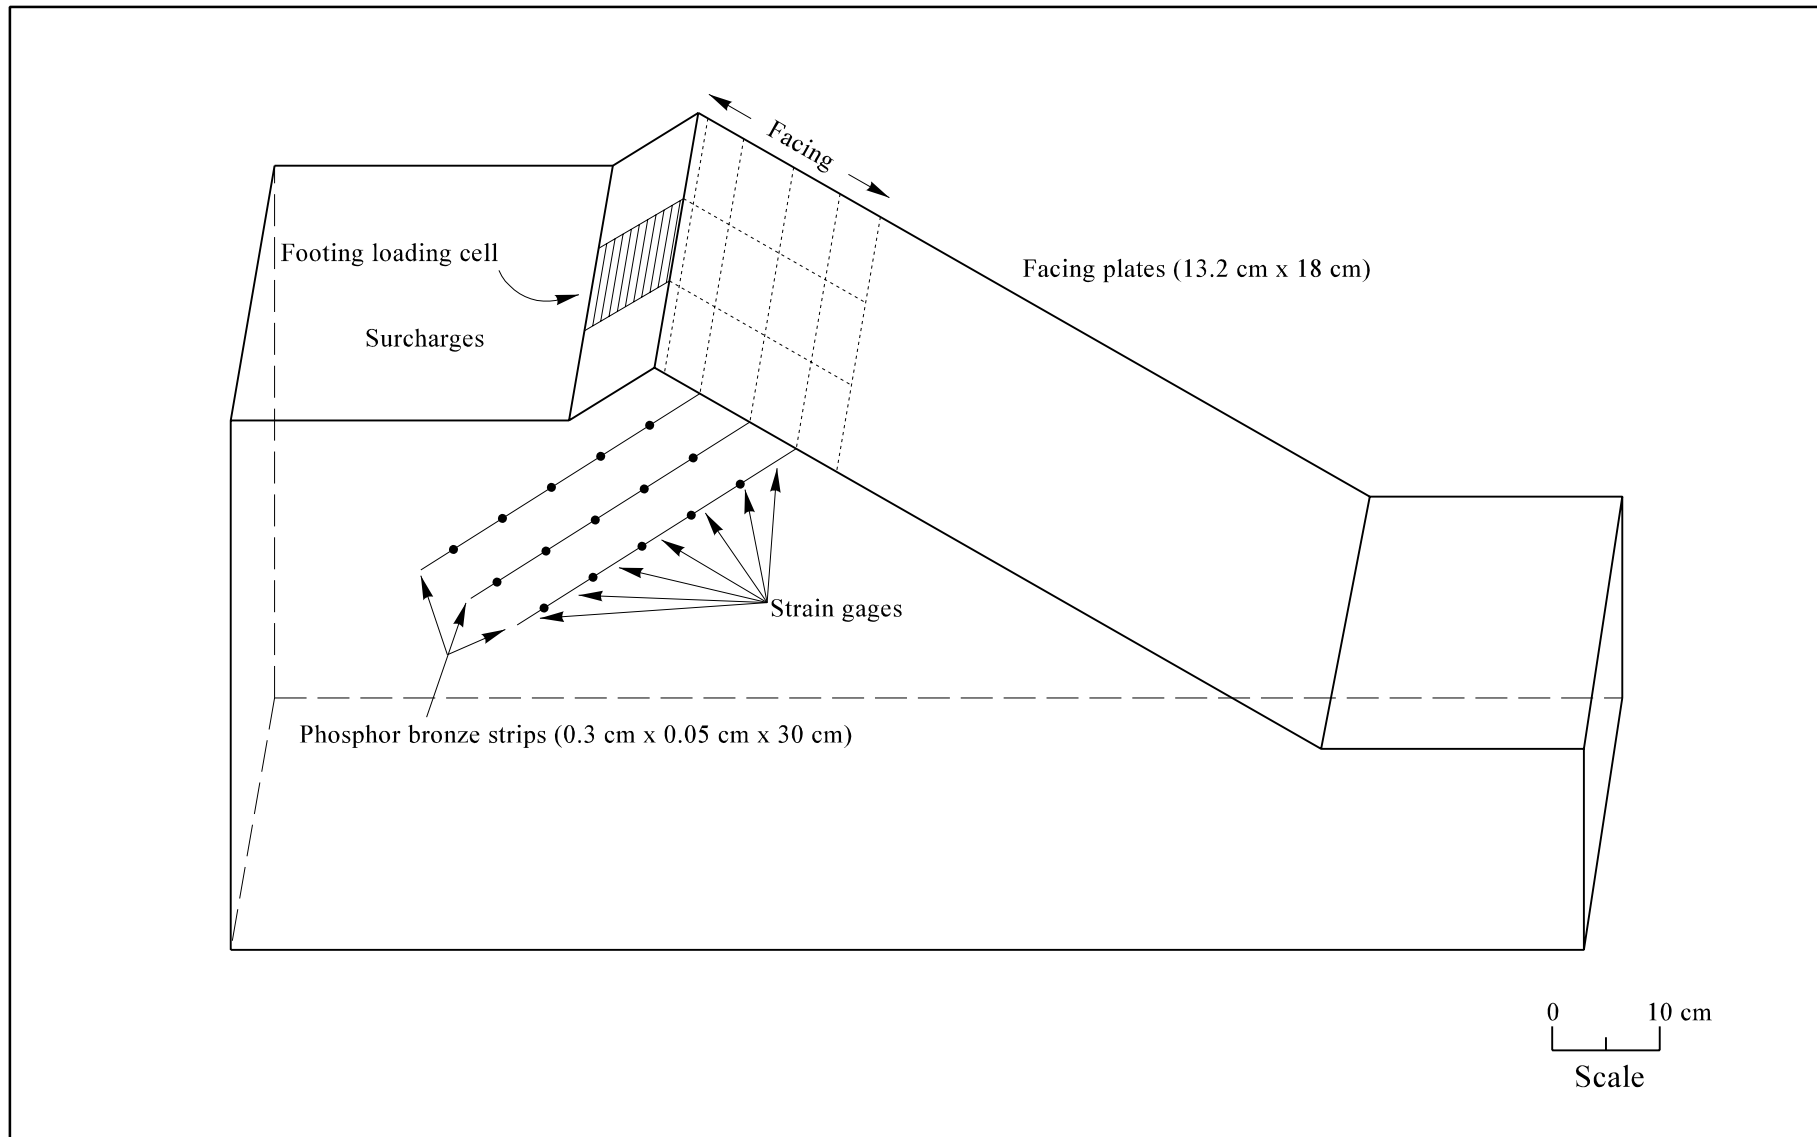 Facing
Footing loading cell
Facing plates (13.2 cm x 18 cm)
Surcharges
Strain gages
Phosphor bronze strips (0.3 cm x 0.05 cm x 30 cm)
0 10 cm
Scale